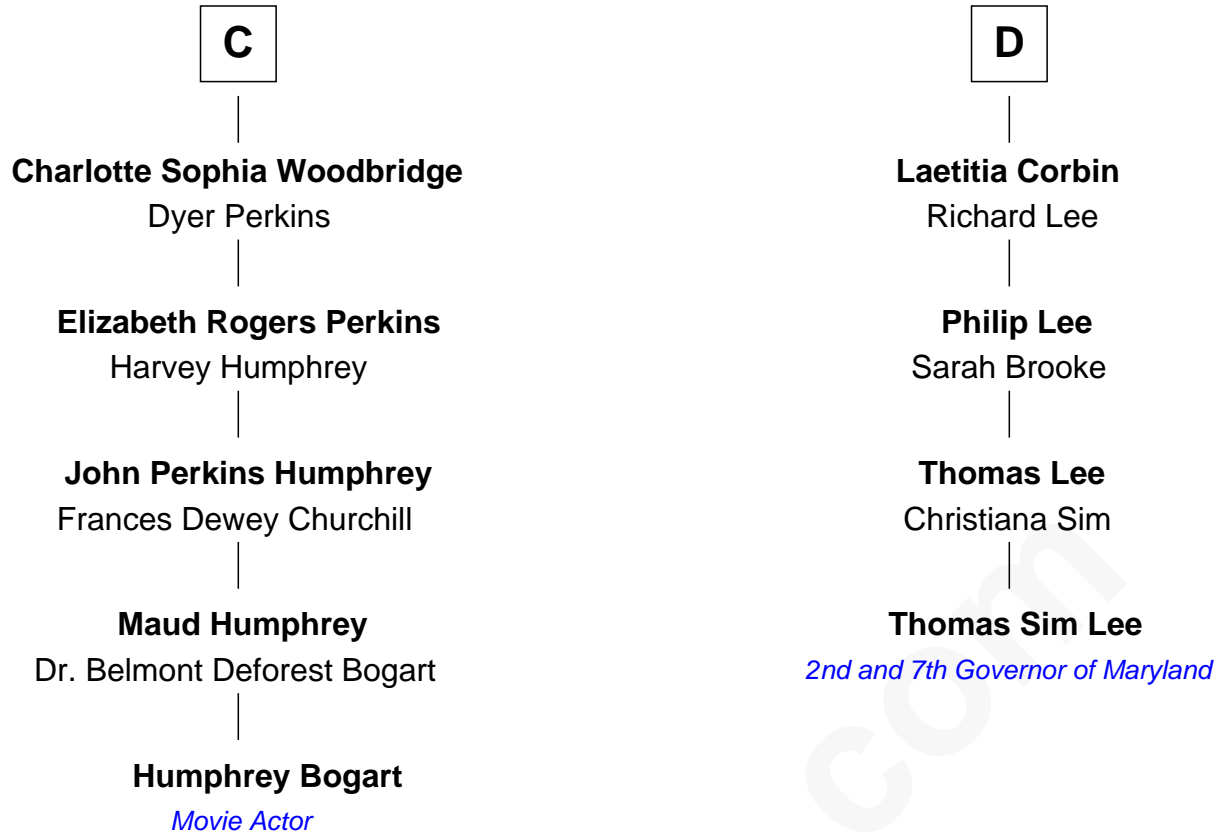 C
Charlotte Sophia Woodbridge
Dyer Perkins
Elizabeth Rogers Perkins
Harvey Humphrey
John Perkins Humphrey
Frances Dewey Churchill
Maud Humphrey
Dr. Belmont Deforest Bogart
Humphrey Bogart
Movie Actor
D
Laetitia Corbin
Richard Lee
Philip Lee
Sarah Brooke
Thomas Lee
Christiana Sim
Thomas Sim Lee
2nd and 7th Governor of Maryland
com